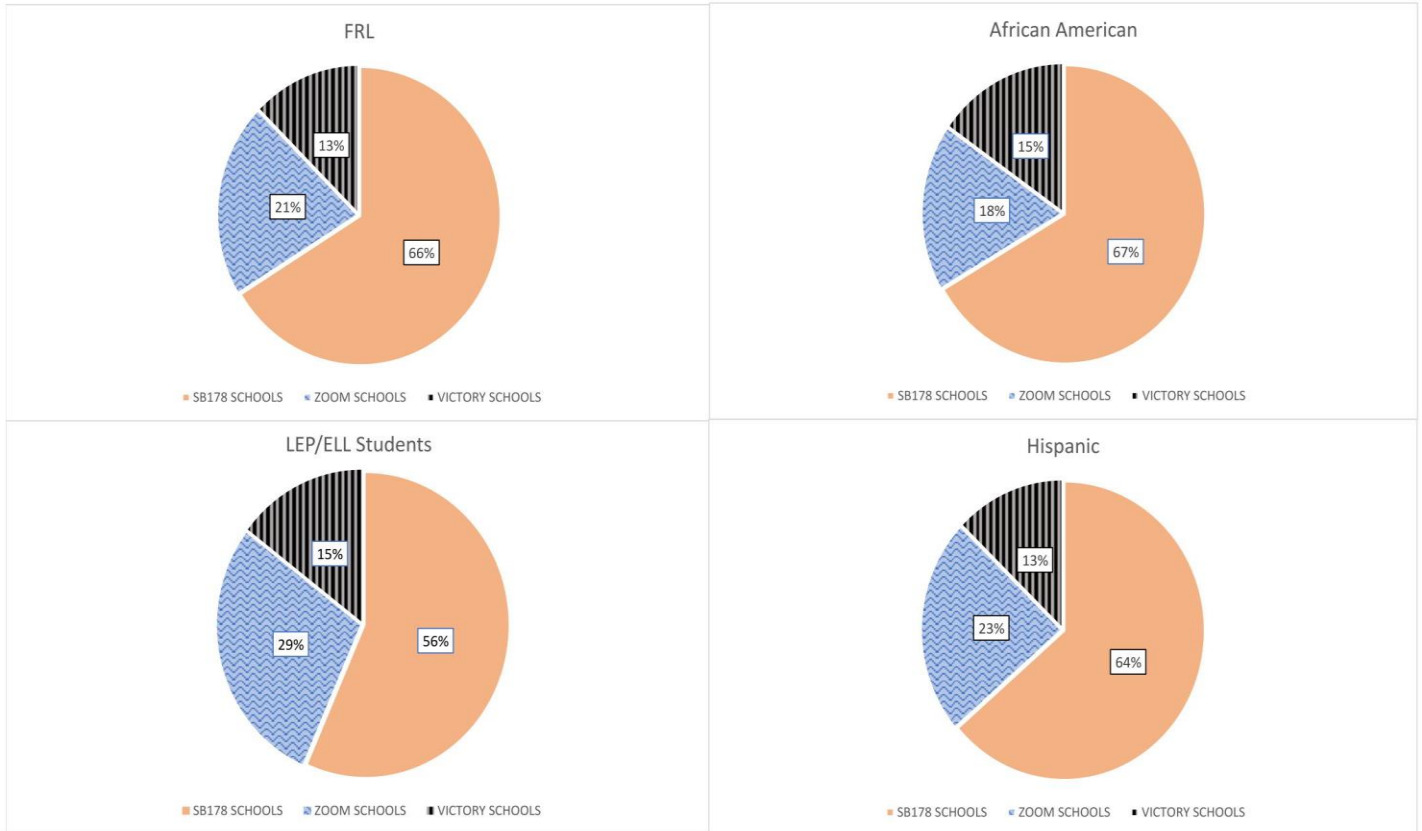 FRL
13%
21%
66%
SB178 SCHOOLS ZOOM SCHOOLS VICTORY SCHOOLS
African American
15%
18%
67%
SB178 SCHOOLS ZOOM SCHOOLS VICTORY SCHOOLS
LEP/ELL Students
15%
29%
56%
SB178 SCHOOLS ZOOM SCHOOLS VICTORY SCHOOLS
Hispanic
13%
23%
64%
SB178 SCHOOLS ZOOM SCHOOLS VICTORY SCHOOLS